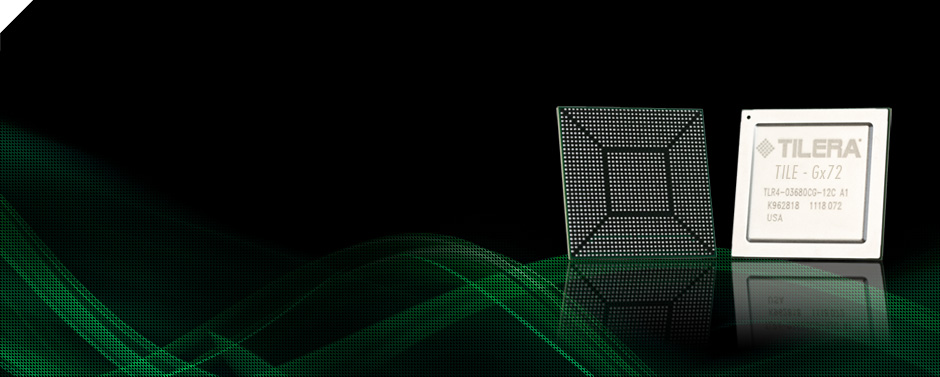 TILERA
TILE - Gx72
TLR4-03680CG-12C A1
K962818 1118 072
USA